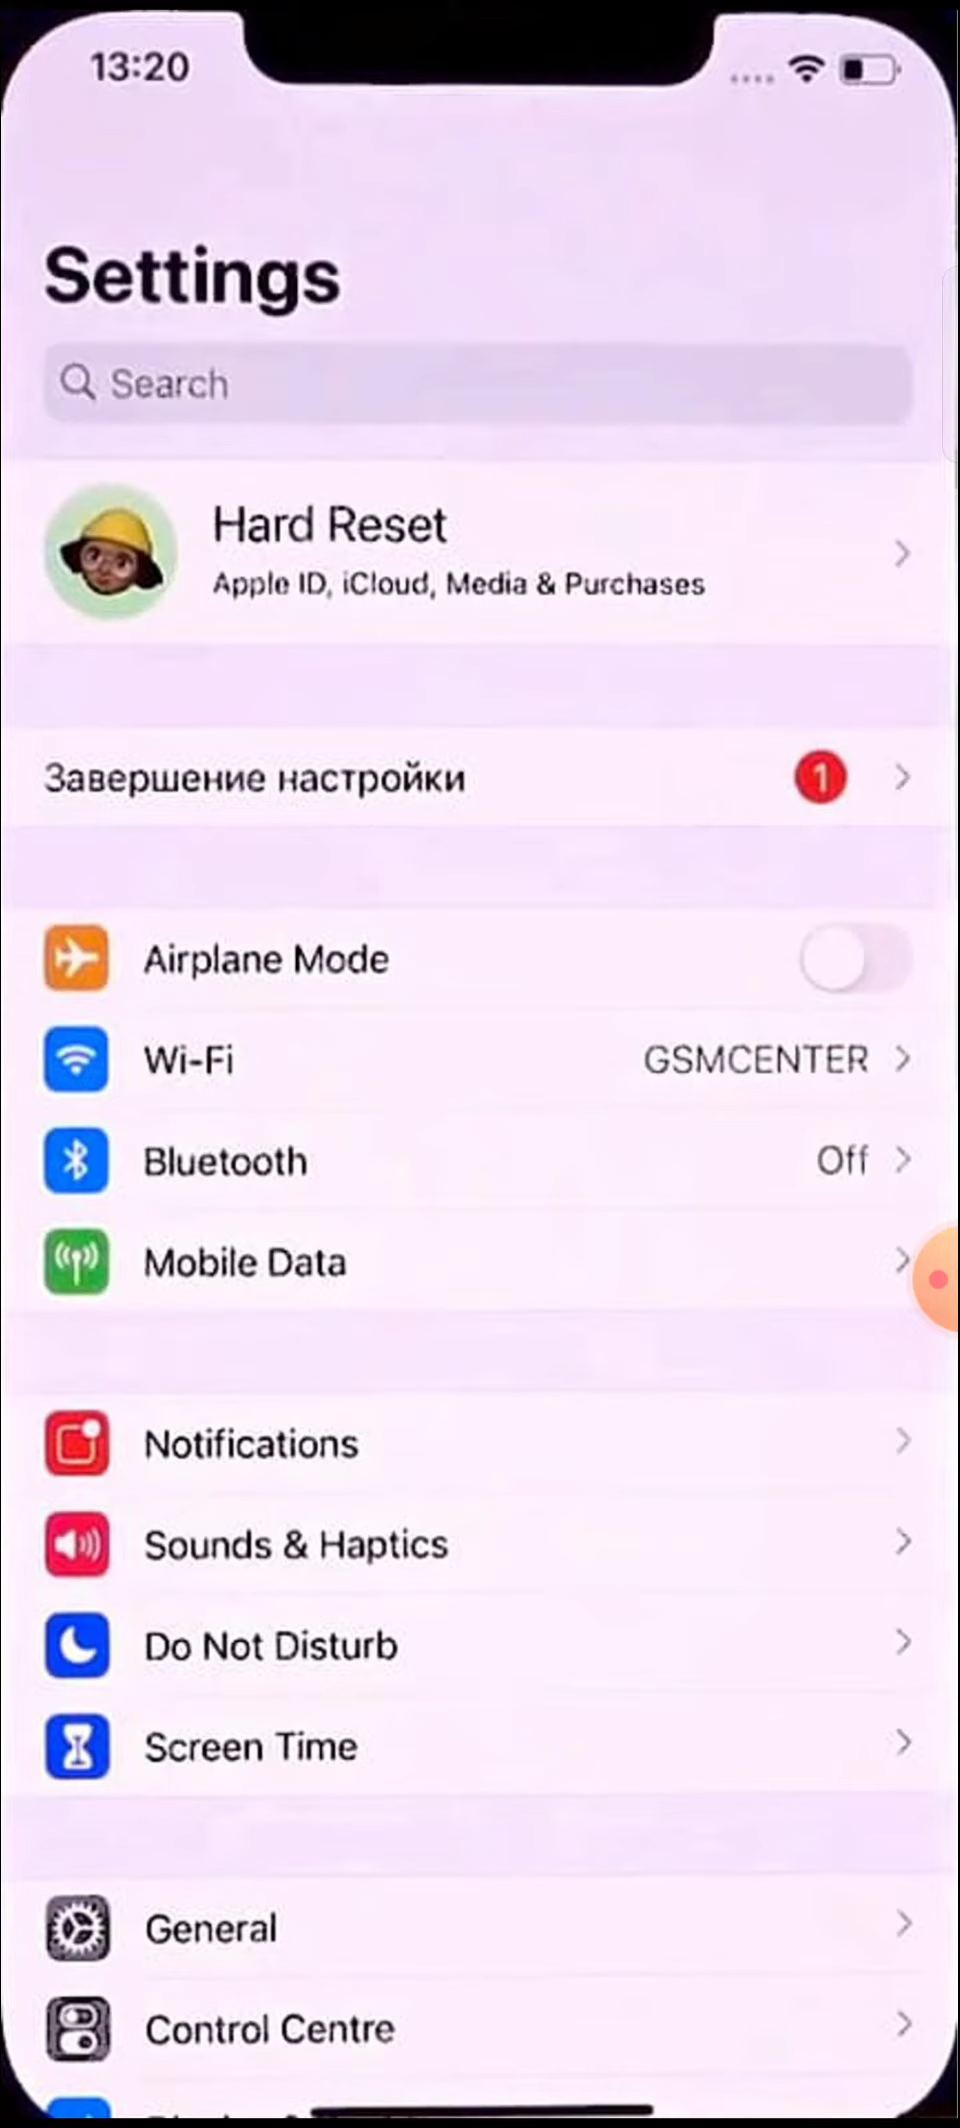 13:20
Settings
Search
Hard Reset
Apple ID, iCloud, Media & Purchases
Завершение настройки
1
Airplane Mode
Wi-Fi
GSMCENTER
Bluetooth
Off
Mobile Data
Notifications
Sounds & Haptics
Do Not Disturb
Screen Time
General
Control Centre